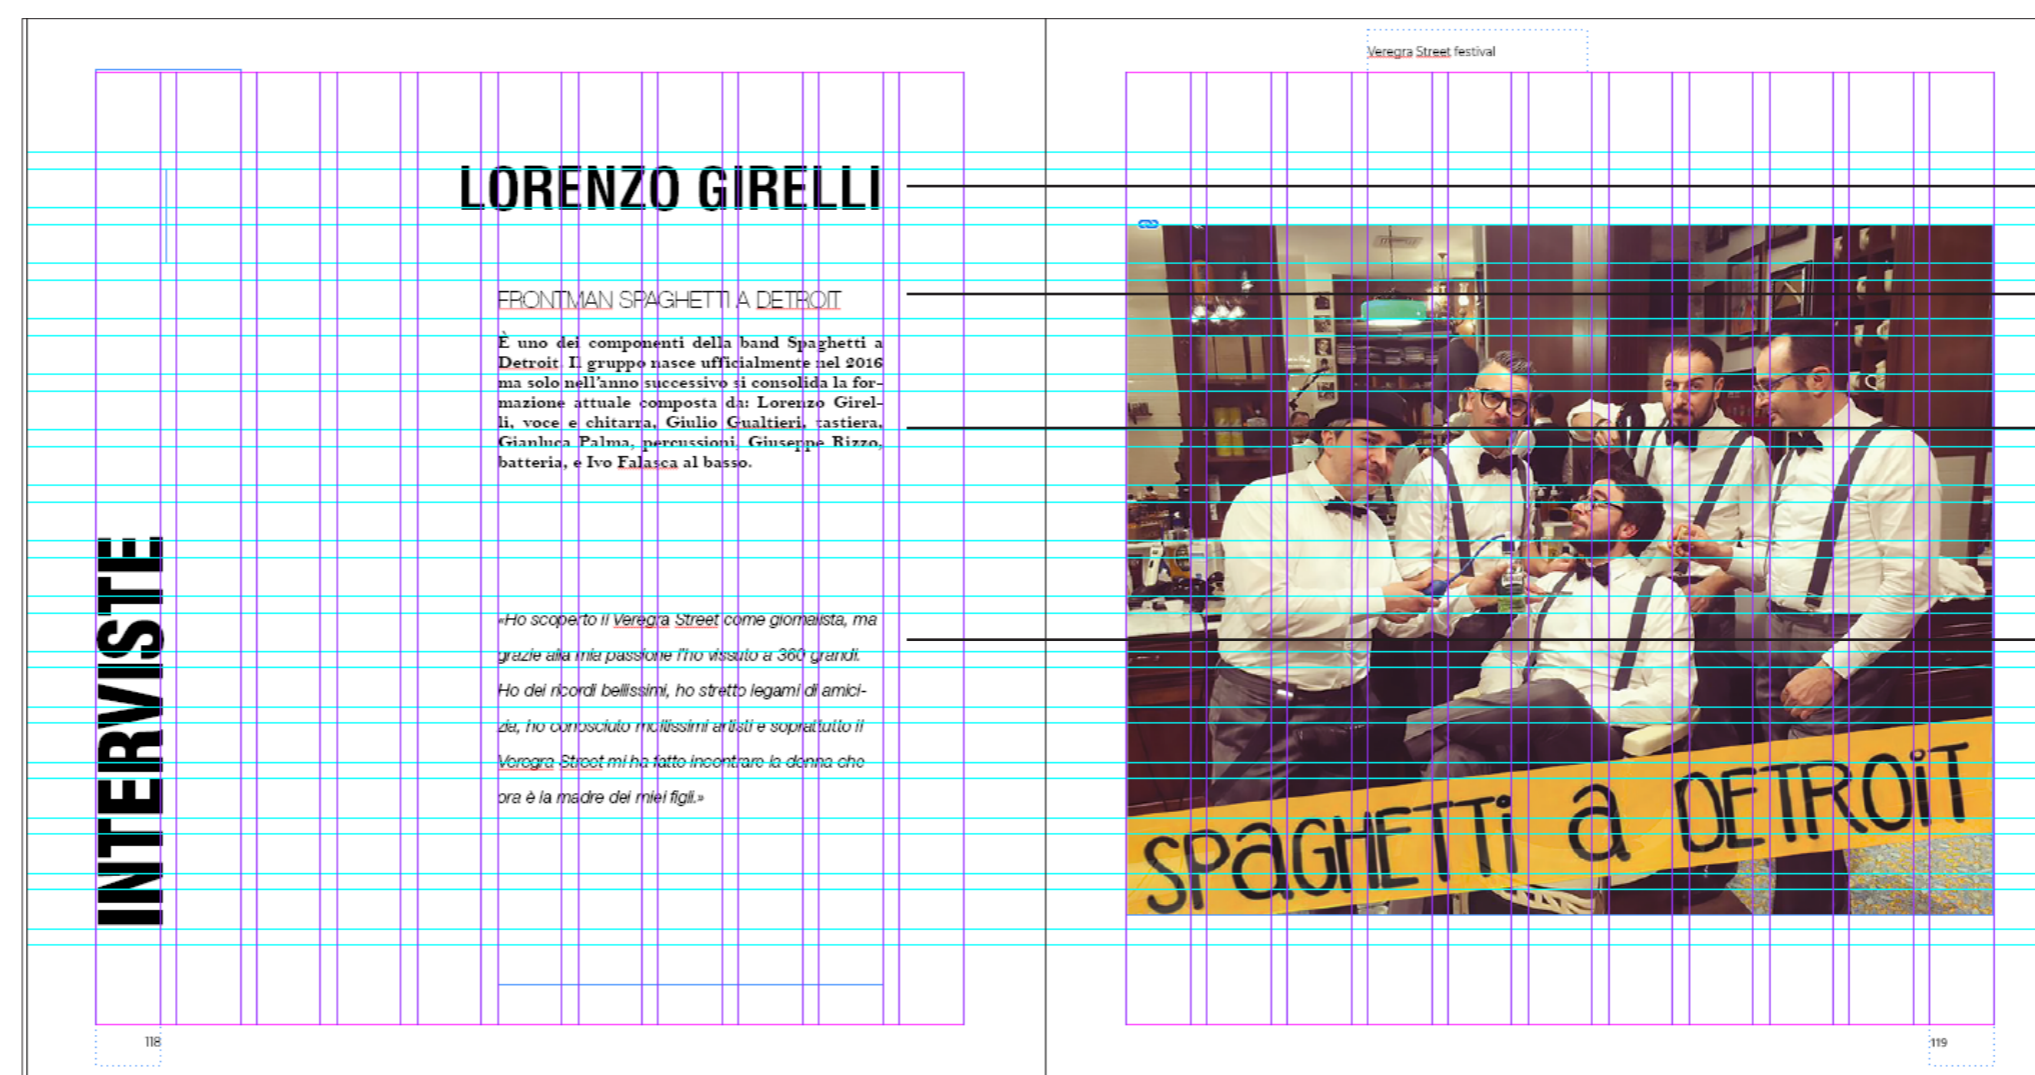 Veregra Street festival
LORENZO GIRELLI
FRONTMAN SPAGHETTI A DETROIT
È uno dei componenti della band Spaghetti a
Detroit. Il gruppo nasce ufficialmente nel 2016
ma solo nell'anno successivo si consolida la for-
mazione attuale composta da: Lorenzo Girel-
li, voce e chitarra, Giulio Gualtieri, tastiera,
Gianluca Palma, percussioni, Giuseppe Rizzo,
batteria, e Ivo Falasca al basso.
INTERVISTE
«Ho scoperto il Veregra Street come giornalista, ma
grazie alla mia passione l'ho vissuto a 360 grandi.
Ho dei ricordi bellissimi, ho stretto legami di amici-
zia, ho conosciuto moltissimi artisti e soprattutto il
Veregra Street mi ha fatto incontrare la donna che
ora è la madre dei miei figli.»
SPAGHETTI a DETROIT
118
119